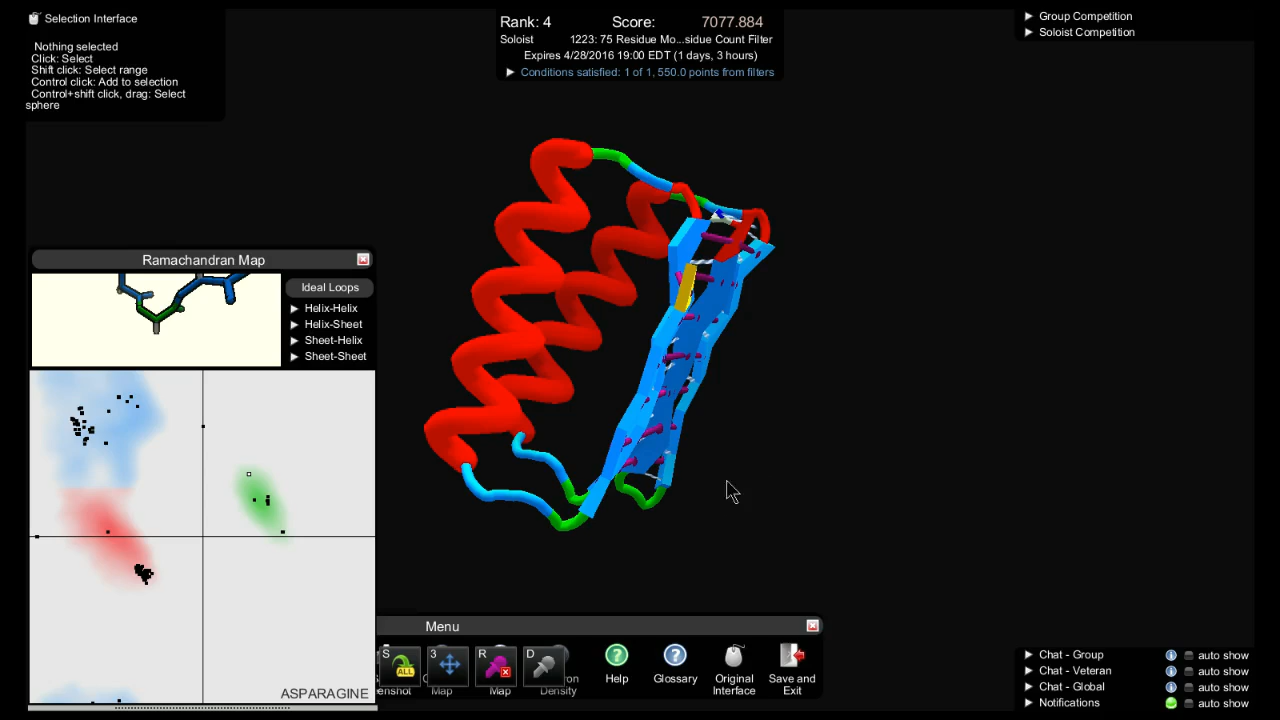 Selection Interface
Nothing selected
Click: Select
Shift click: Select range
Control click: Add to selection
Control+shift click, drag: Select
sphere
Rank: 4 Score: 7077.884
Soloist 1223: 75 Residue Mo...sidue Count Filter
Expires 4/28/2016 19:00 EDT (1 days, 3 hours)
Conditions satisfied: 1 of 1, 550.0 points from filters
Group Competition
Soloist Competition
Ramachandran Map
Ideal Loops
Helix-Helix
Helix-Sheet
Sheet-Helix
Sheet-Sheet
ASPARAGINE
Menu
S ALL 3 R D
Map Map Density
Help
Glossary
Original
Interface
Save and
Exit
Chat - Group auto show
Chat - Veteran auto show
Chat - Global auto show
Notifications auto show